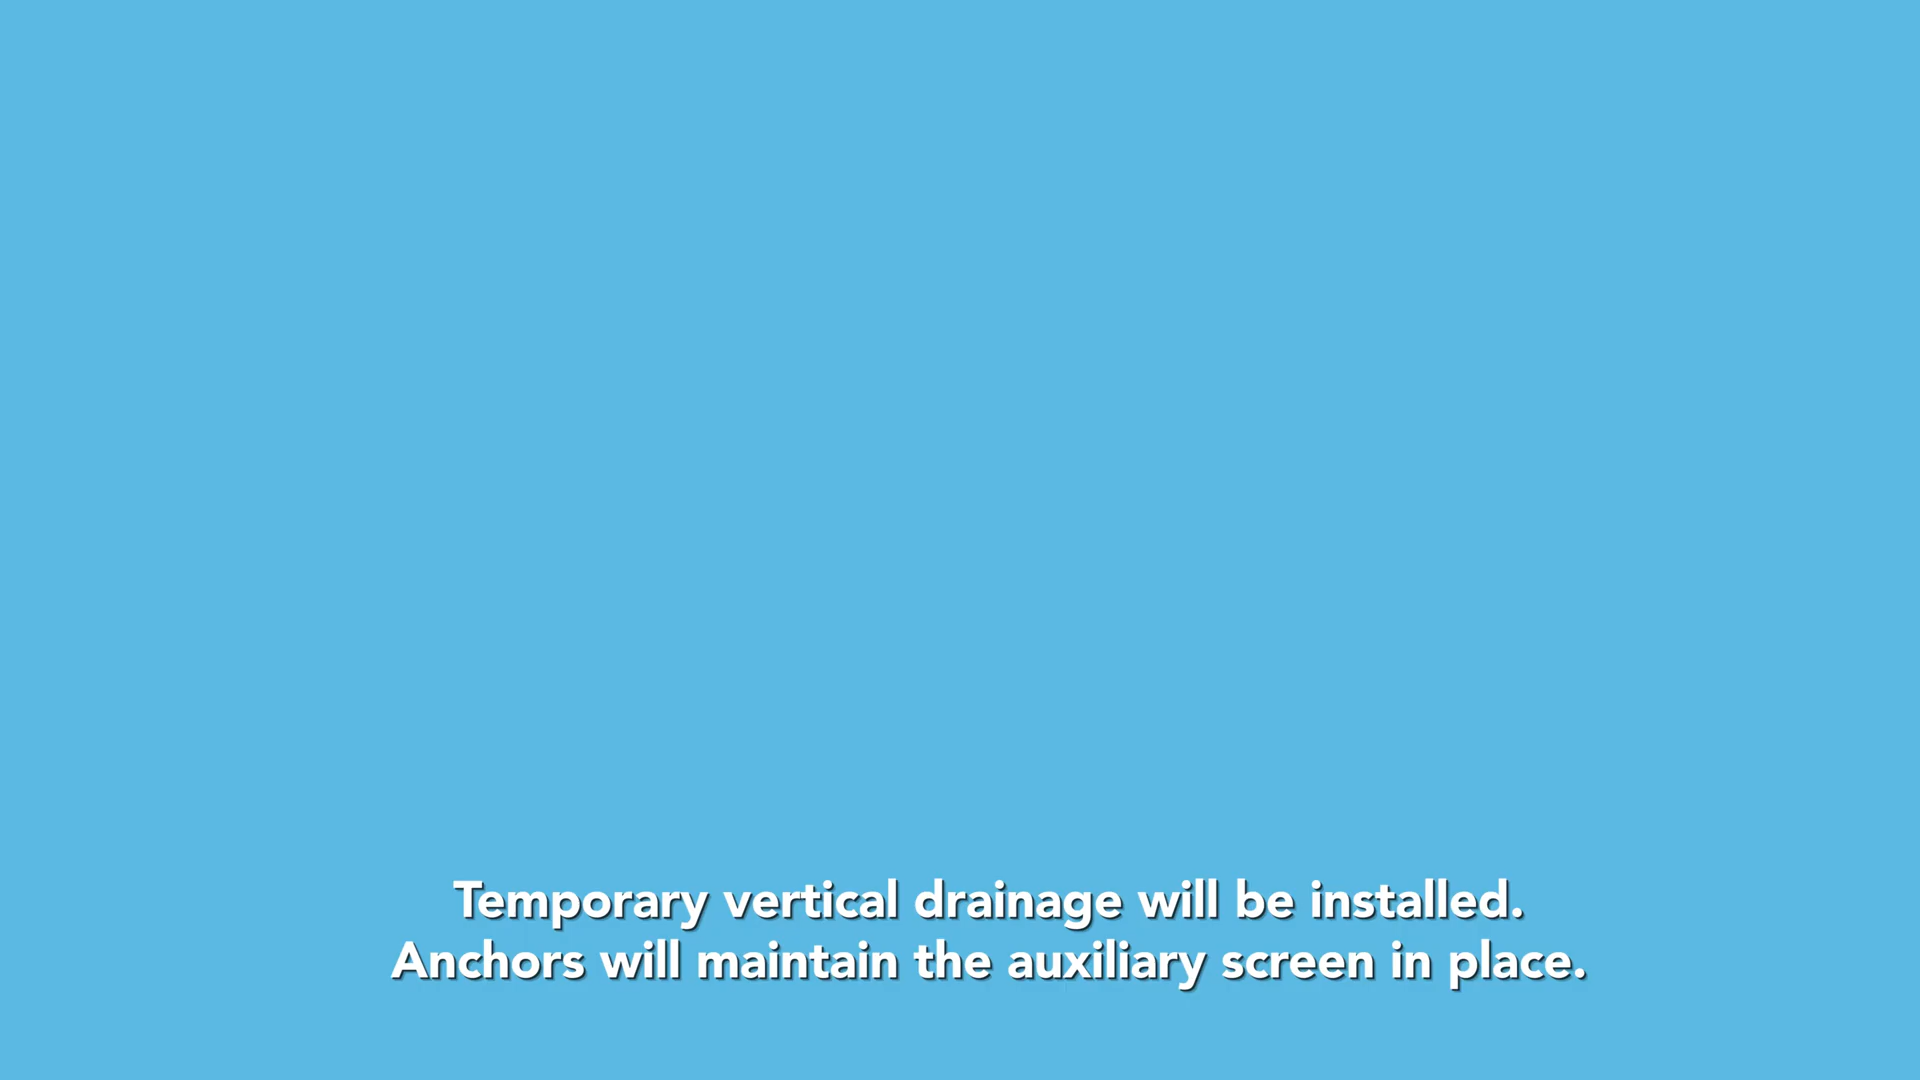 Temporary vertical drainage will be installed.
Anchors will maintain the auxiliary screen in place.